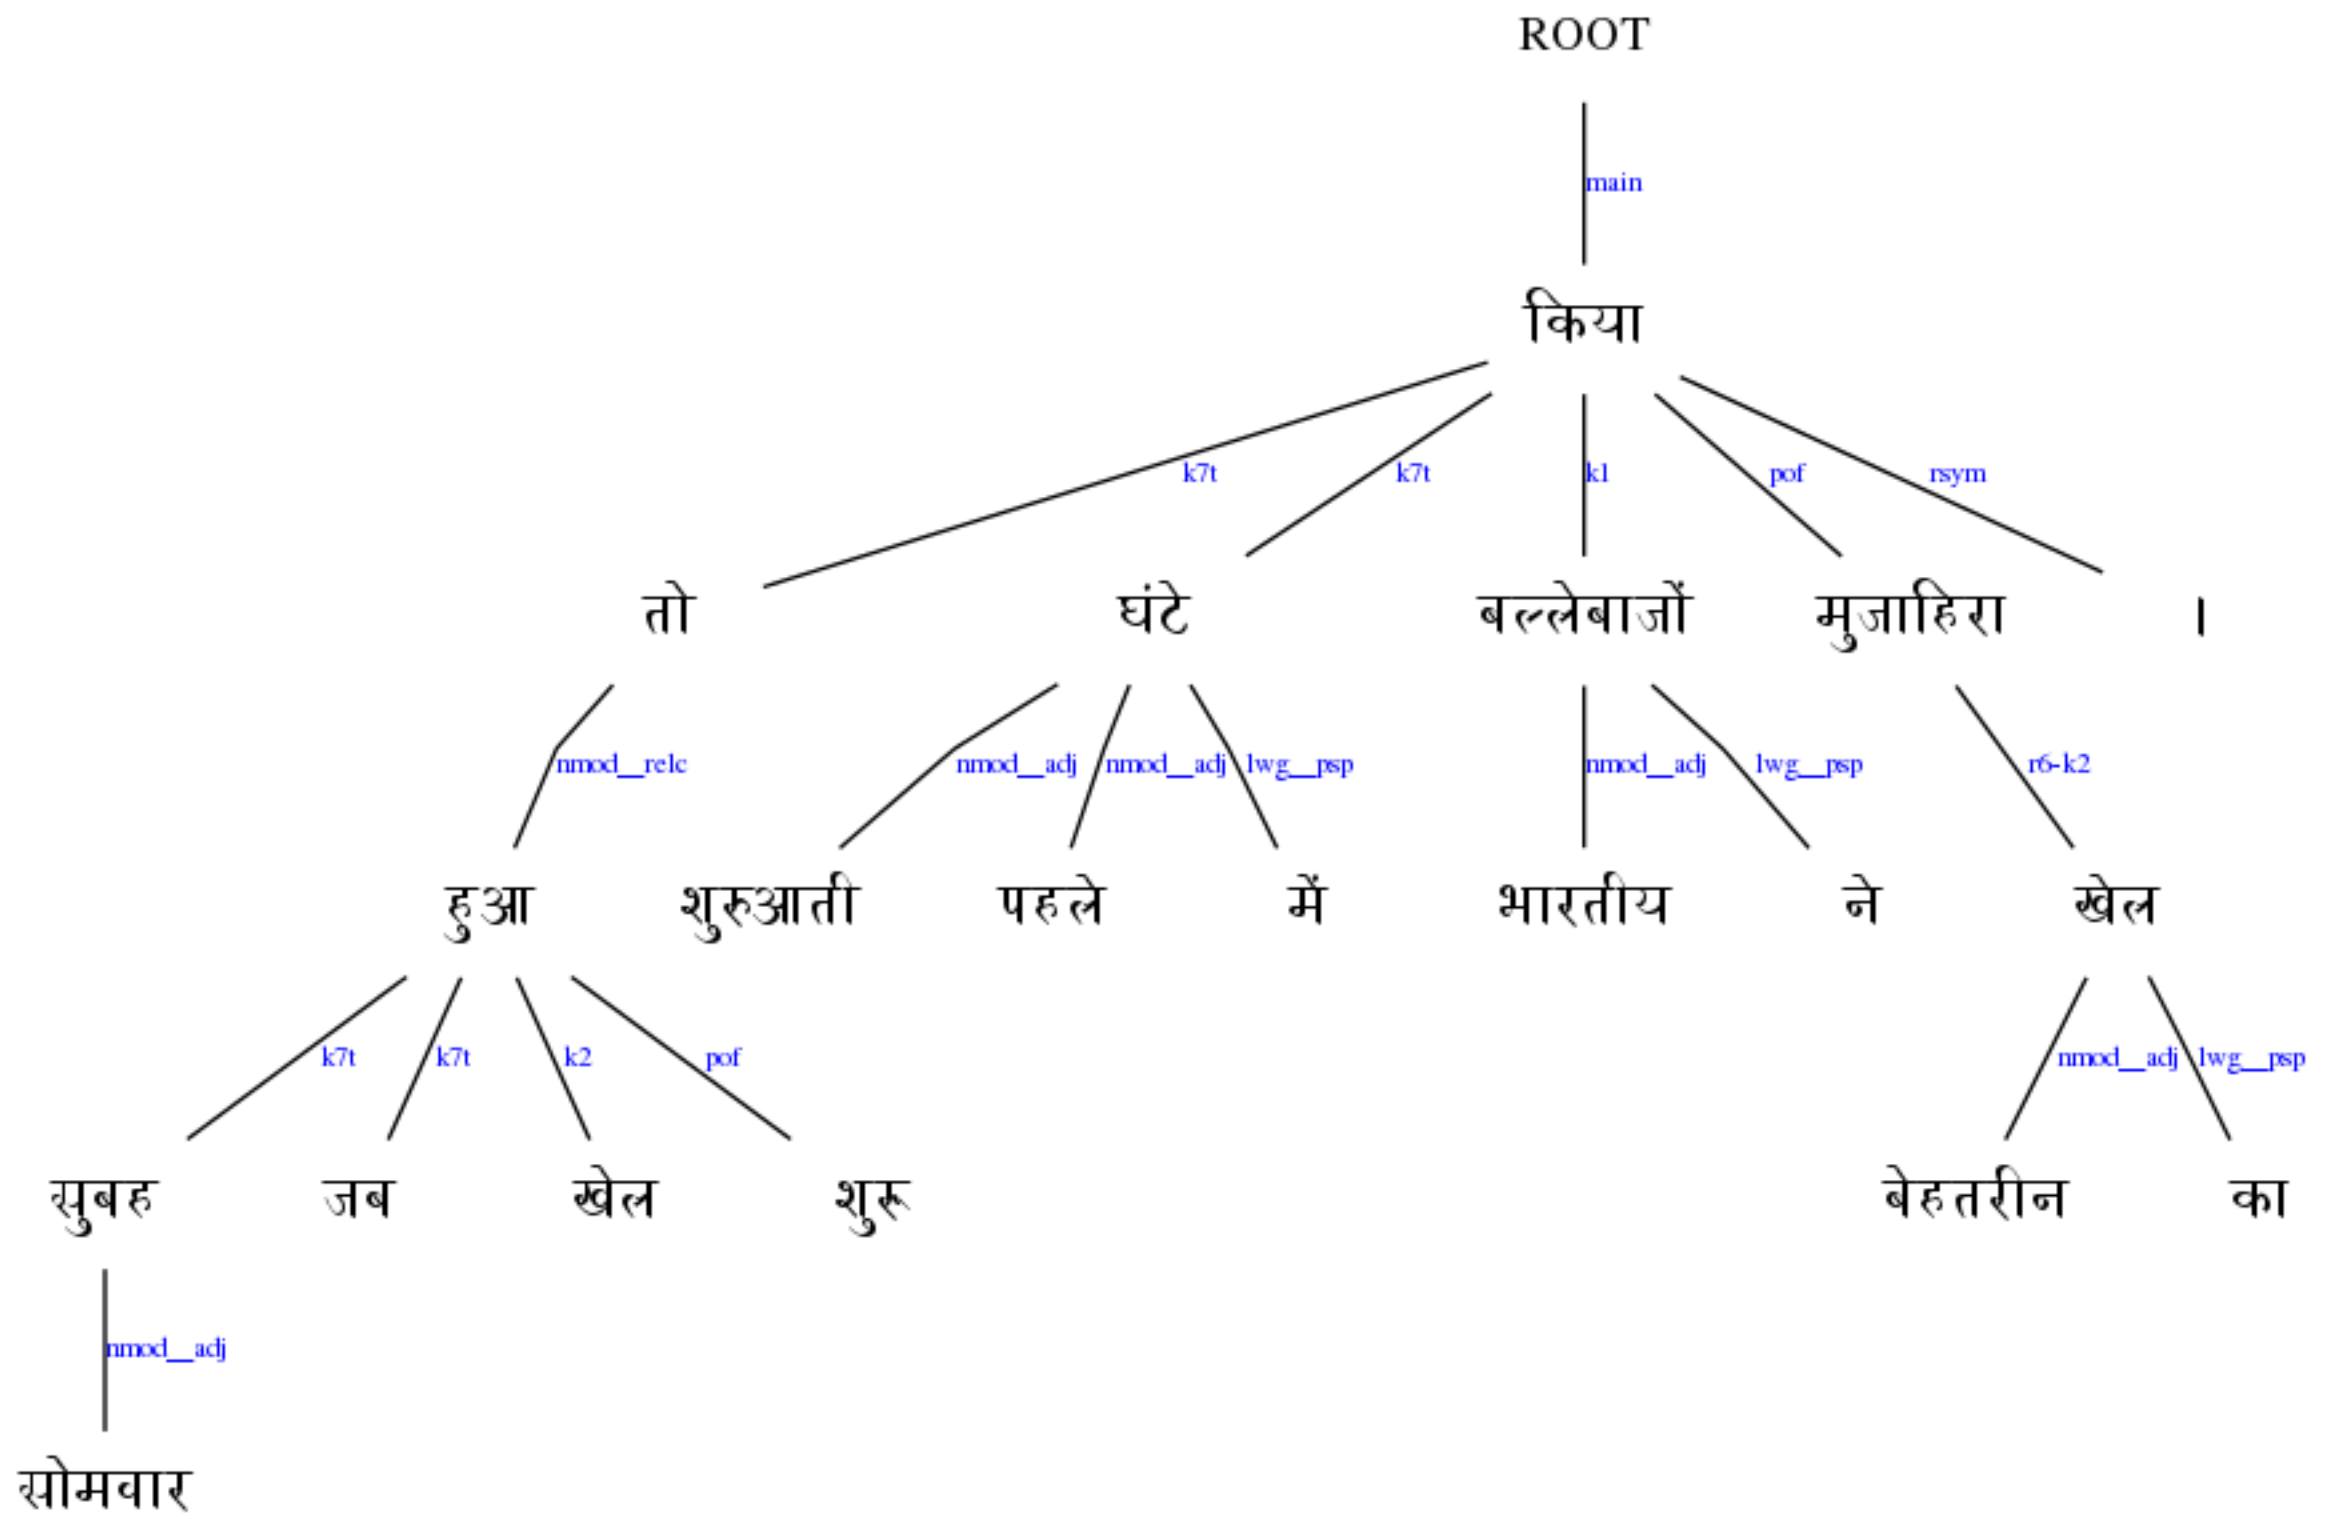 ROOT
main
किया
k7t k7t k1 pof rsym
तो घंटे बल्लेबाजों मुजाहिरा ।
nmod__relc nmod__adj nmod__adj lwg__psp nmod__adj lwg__psp r6-k2
हुआ शुरुआती पहले में भारतीय ने खेल
k7t k7t k2 pof nmod__adj lwg__psp
सुबह जब खेल शुरू बेहतरीन का
nmod__adj
सोमवार